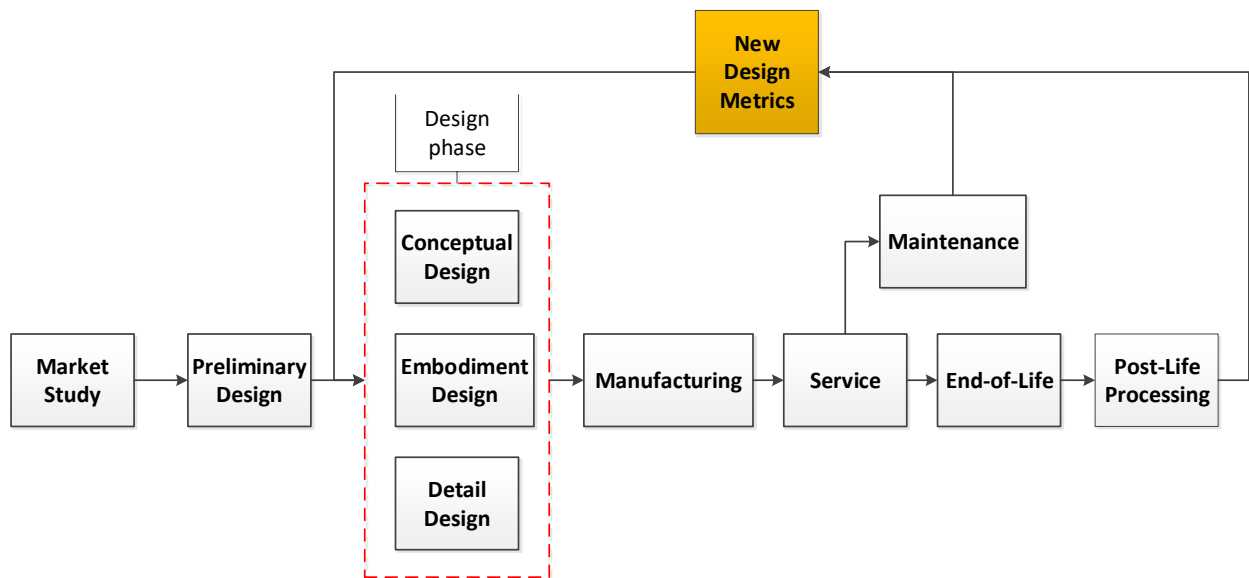 New
Design
Metrics
Design
phase
Conceptual
Design
Maintenance
Market
Study
Preliminary
Design
Embodiment
Design
Manufacturing
Service
End-of-Life
Post-Life
Processing
Detail
Design